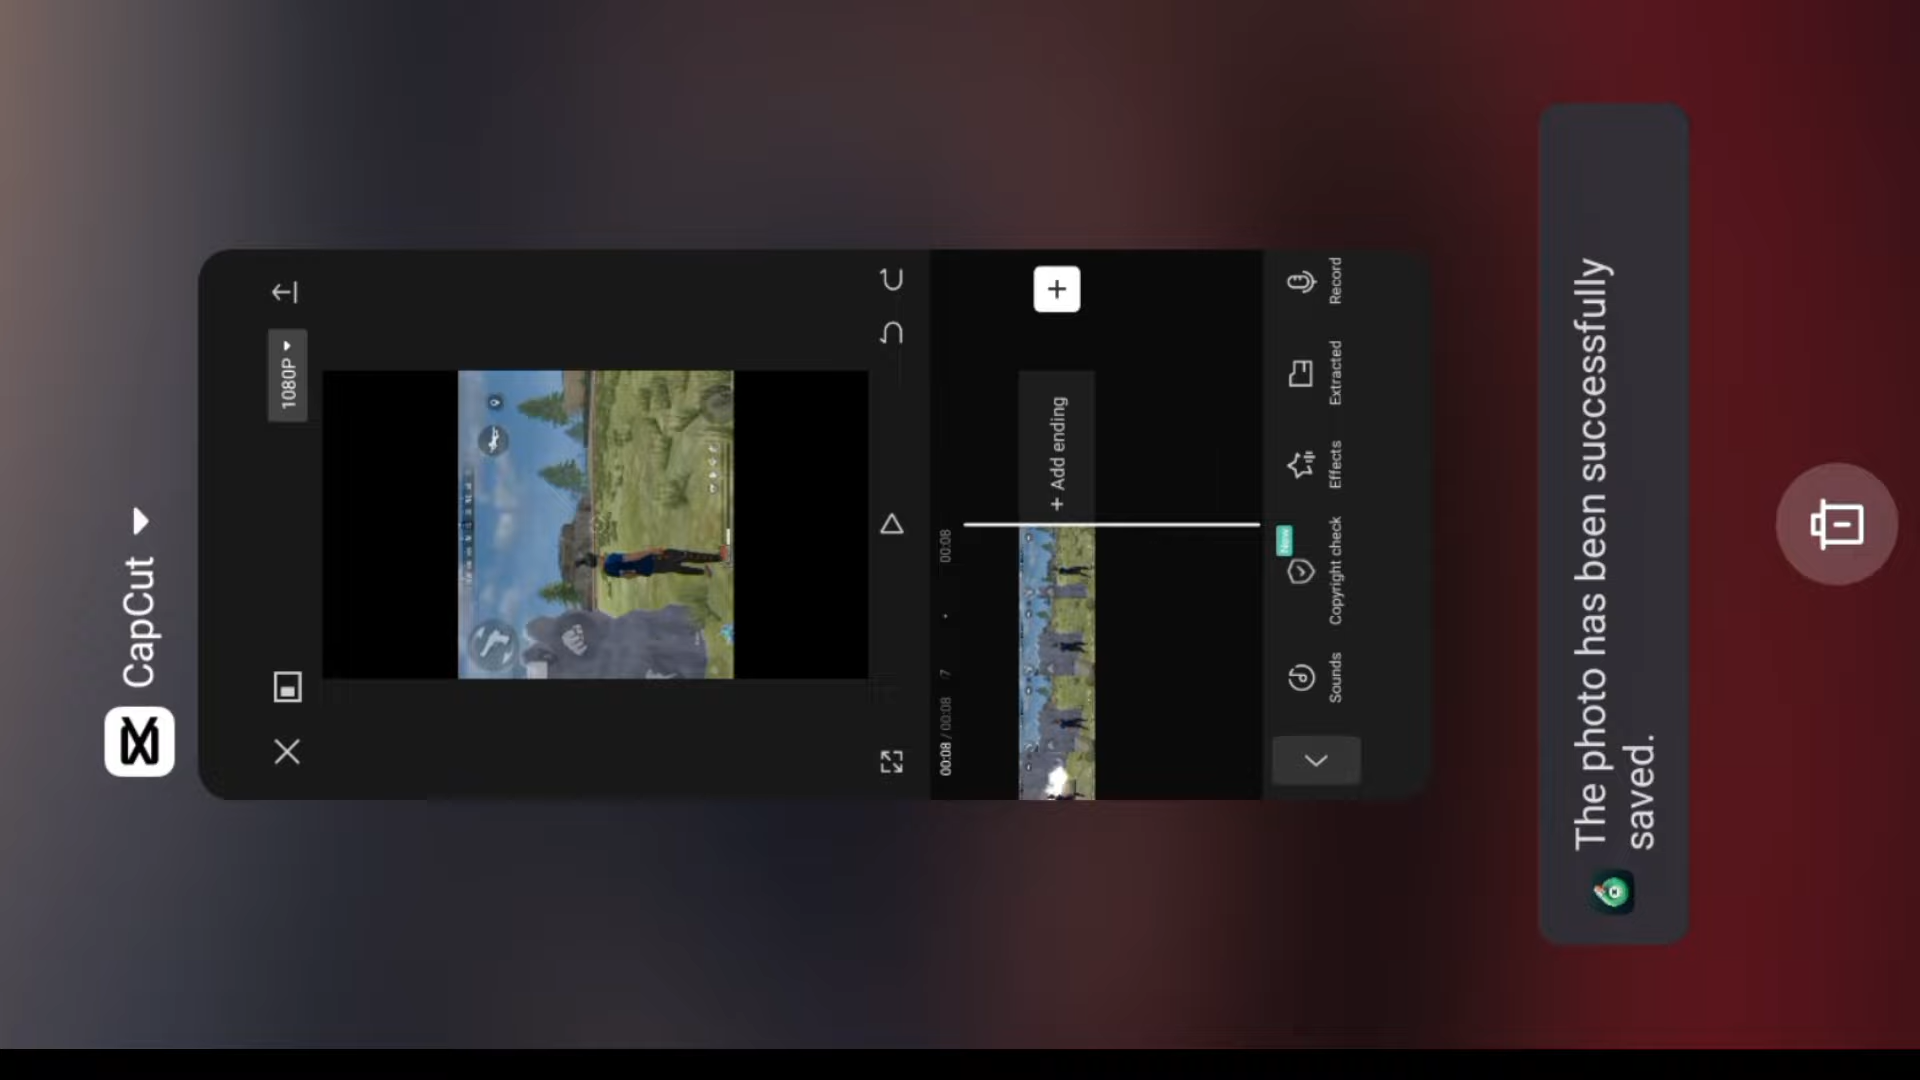 CapCut
1080P
00:08 / 00:08
00:08
+ Add ending
Sounds
Copyright check
New
Effects
Extracted
Record
The photo has been successfully
saved.